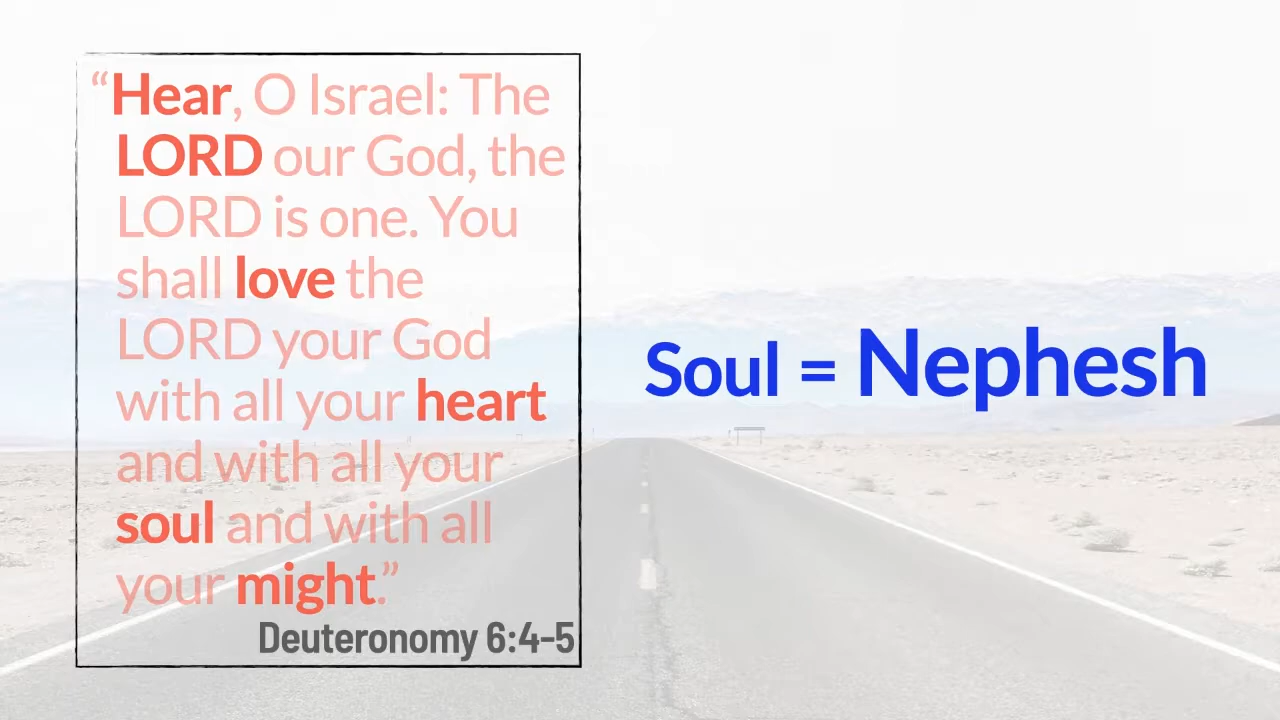 “Hear, O Israel: The
LORD our God, the
LORD is one. You
shall love the
LORD your God
with all your heart
and with all your
soul and with all
your might.”
Deuteronomy 6:4-5
Soul = Nephesh